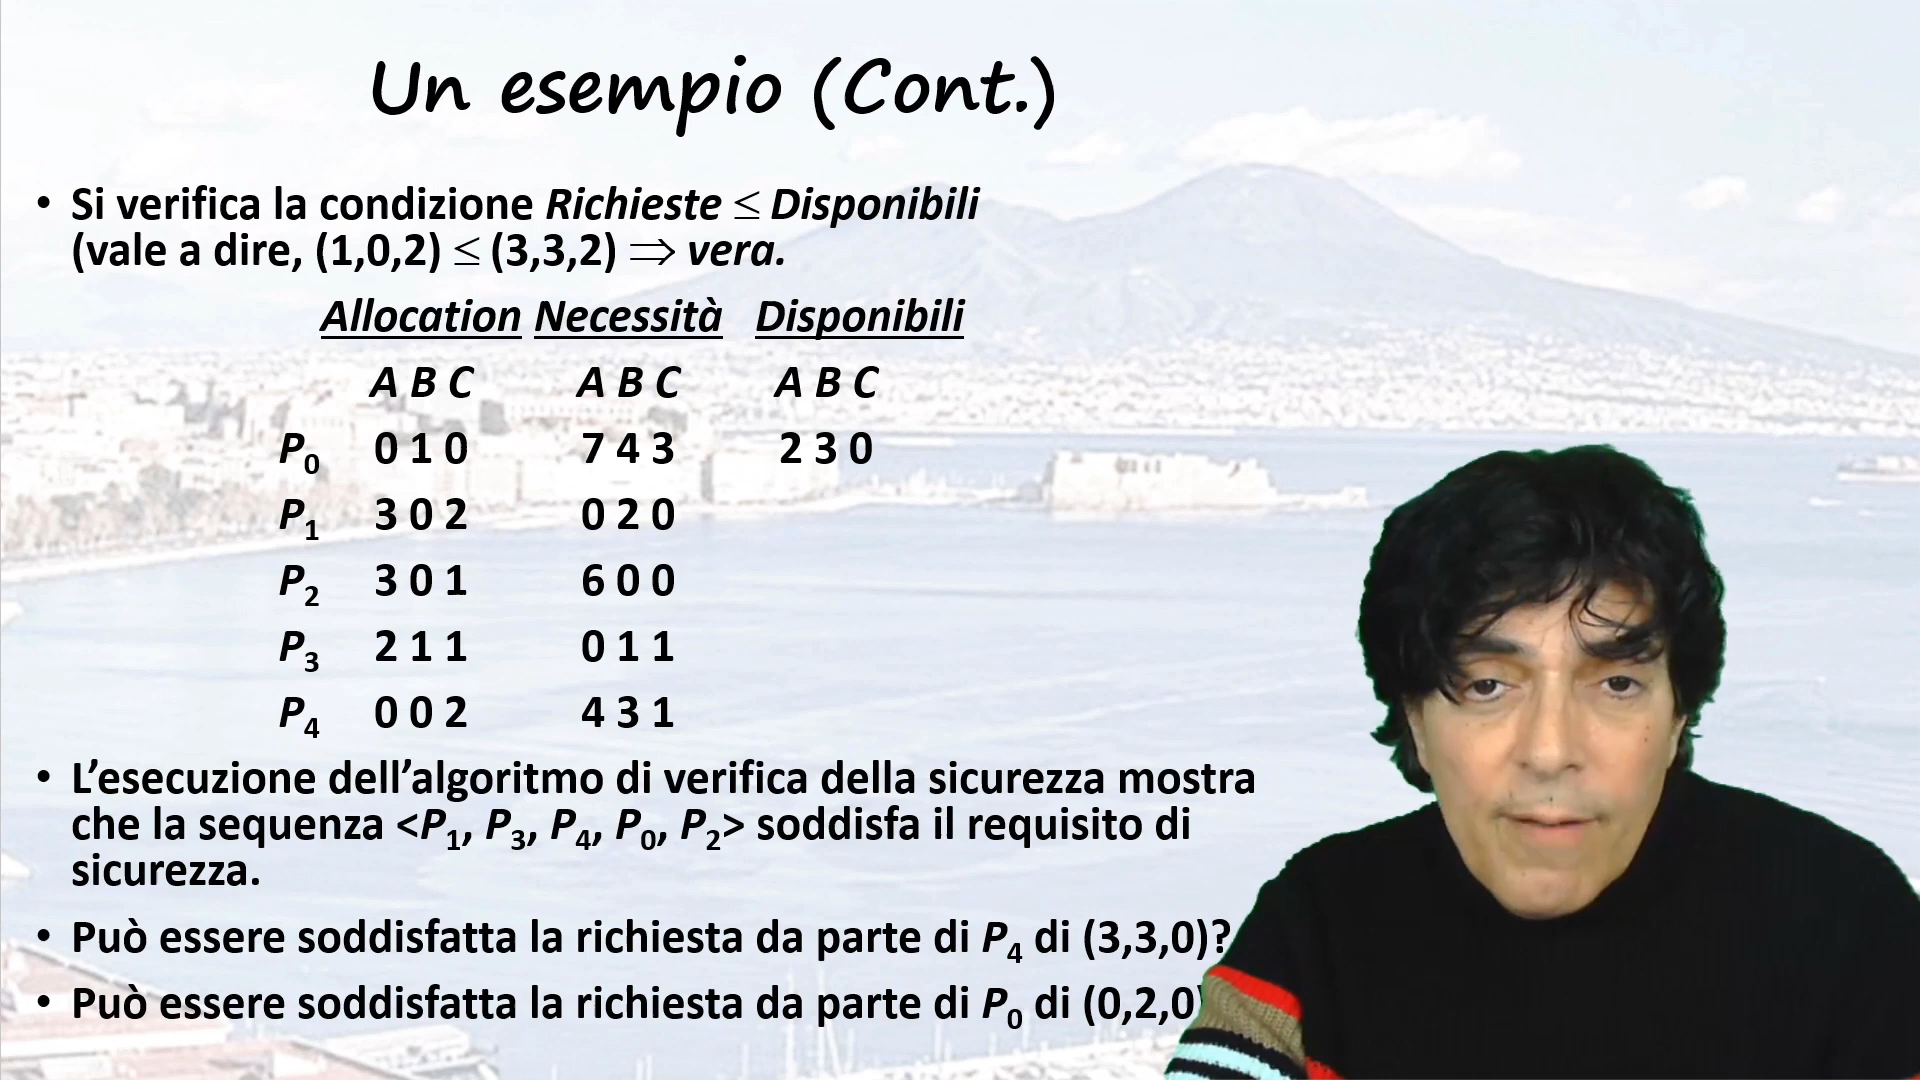 Un esempio (Cont.)
• Si verifica la condizione Richieste ≤ Disponibili
(vale a dire, (1,0,2) ≤ (3,3,2) ⇒ vera.
Allocation Necessità Disponibili
A B C A B C A B C
P0 0 1 0 7 4 3 2 3 0
P1 3 0 2 0 2 0
P2 3 0 1 6 0 0
P3 2 1 1 0 1 1
P4 0 0 2 4 3 1
• L’esecuzione dell’algoritmo di verifica della sicurezza mostra
che la sequenza <P1, P3, P4, P0, P2> soddisfa il requisito di
sicurezza.
• Può essere soddisfatta la richiesta da parte di P4 di (3,3,0)?
• Può essere soddisfatta la richiesta da parte di P0 di (0,2,0)